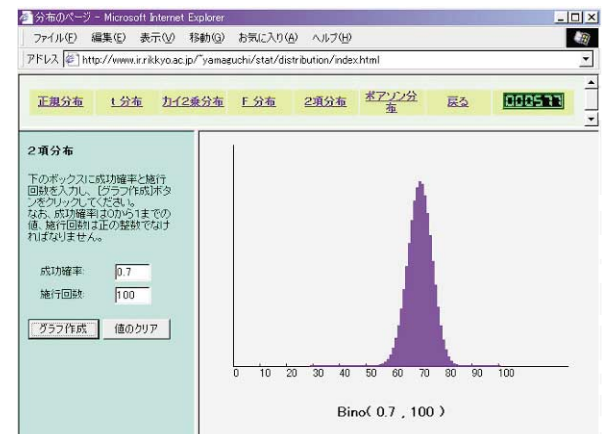 分布のページ - Microsoft Internet Explorer
ファイル(F) 編集(E) 表示(V) 移動(G) お気に入り(A) ヘルプ(H)
アドレス http://www.ir.rikkyo.ac.jp/~yamaguchi/stat/distribution/index.html
正規分布 t 分布 カイ2乗分布 F 分布 2項分布 ポアソン分布 戻る
2項分布
下のボックスに成功確率と施行
回数を入力し、[グラフ作成]ボタ
ンをクリックしてください。
なお、成功確率は0から1までの
値、施行回数は正の整数でなけ
ればなりません。
成功確率: 0.7
施行回数: 100
グラフ作成 値のクリア
0 10 20 30 40 50 60 70 80 90 100
Bino( 0.7 , 100 )